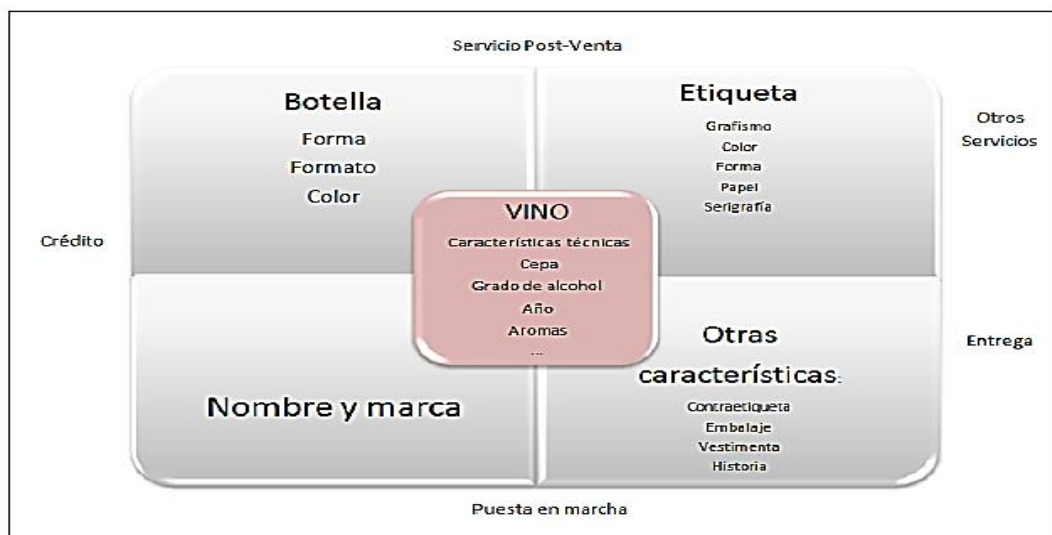 Servicio Post-Venta
Botella
Forma
Formato
Color
Etiqueta
Grafismo
Color
Forma
Papel
Serigrafía
Otros
Servicios
Crédito
VINO
Características técnicas
Cepa
Grado de alcohol
Año
Aromas
...
Nombre y marca
Otras
características:
Contraetiqueta
Embalaje
Vestimenta
Historia
Entrega
Puesta en marcha